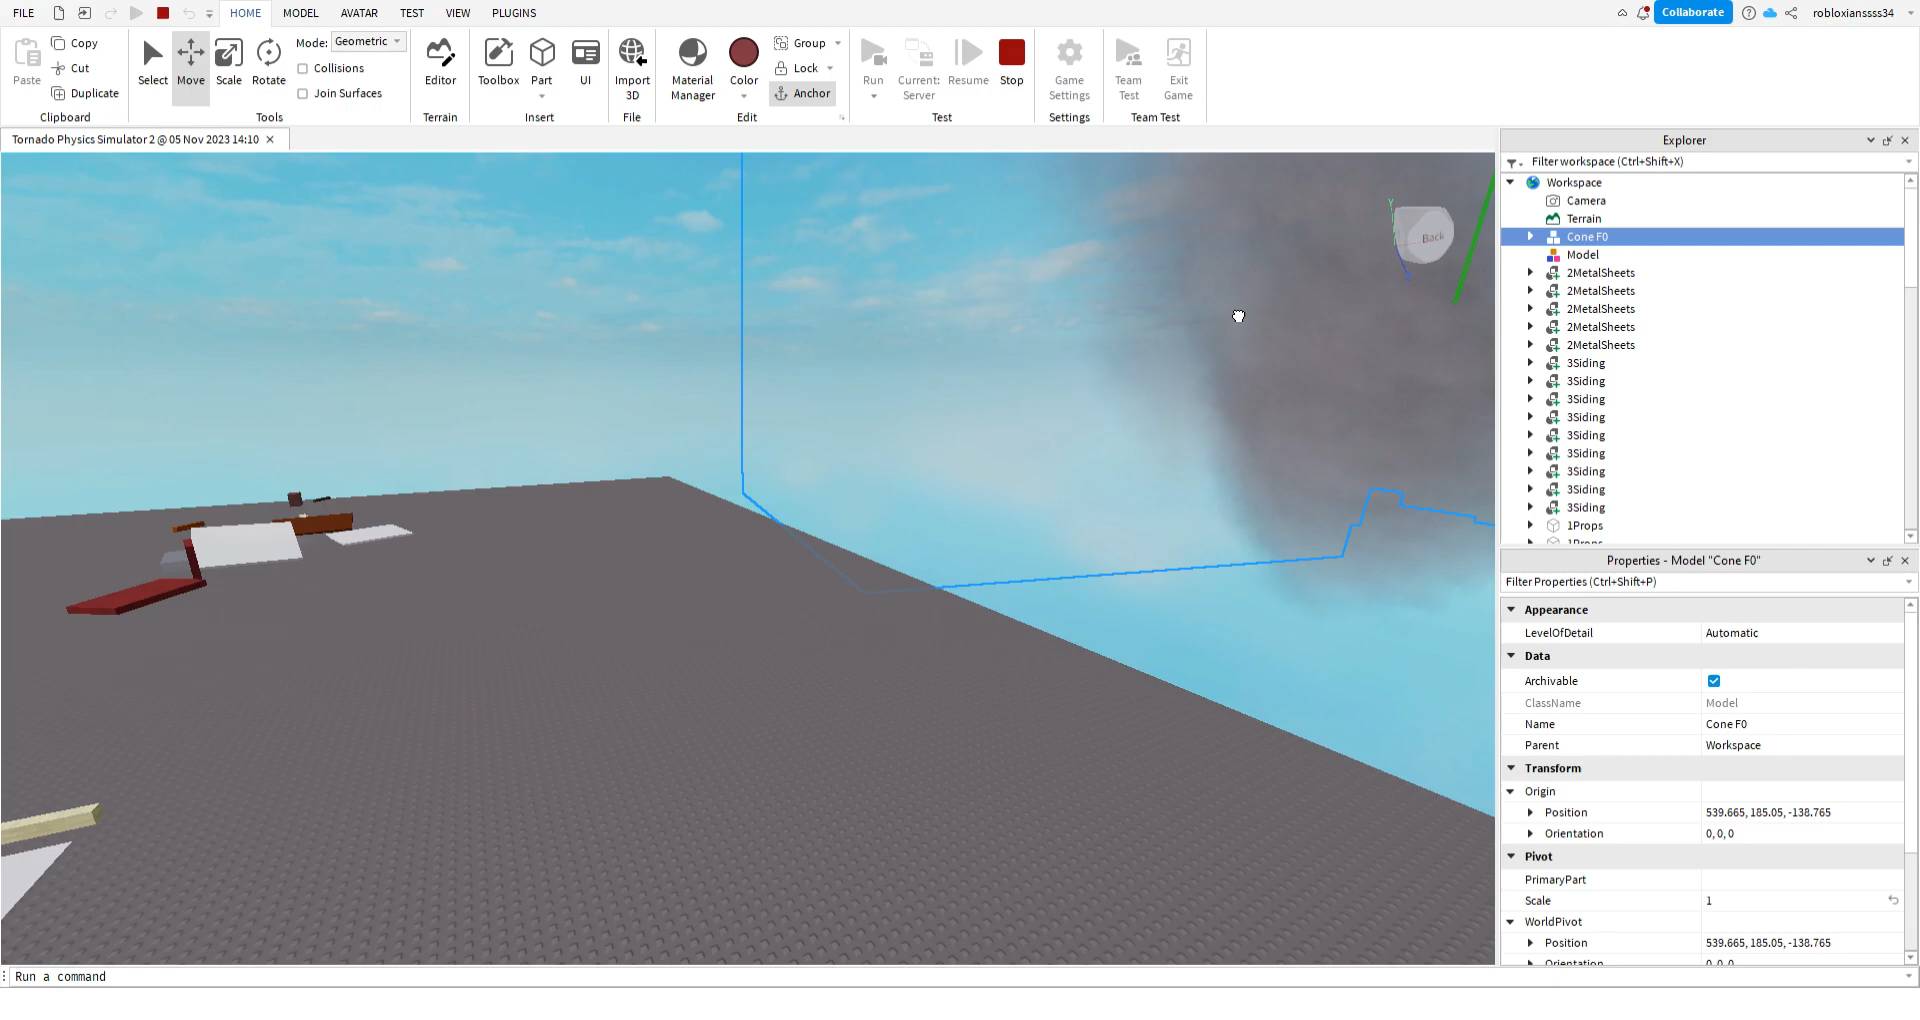 FILE HOME MODEL AVATAR TEST VIEW PLUGINS Collaborate robloxianssss34
Paste Copy Cut Duplicate Clipboard
Select Move Scale Rotate Mode: Geometric Collisions Join Surfaces Tools
Editor Terrain
Toolbox Part UI Insert
Import 3D File
Material Manager Color Group Lock Anchor Edit
Run Current: Server Resume Stop Test
Game Settings Settings
Team Test Exit Game Team Test
Tornado Physics Simulator 2 @ 05 Nov 2023 14:10
Y
Back
Explorer
Filter workspace (Ctrl+Shift+X)
Workspace
Camera
Terrain
Cone F0
Model
2MetalSheets
2MetalSheets
2MetalSheets
2MetalSheets
2MetalSheets
3Siding
3Siding
3Siding
3Siding
3Siding
3Siding
3Siding
3Siding
3Siding
1Props
1Props
Properties - Model "Cone F0"
Filter Properties (Ctrl+Shift+P)
Appearance
LevelOfDetail Automatic
Data
Archivable
ClassName Model
Name Cone F0
Parent Workspace
Transform
Origin
Position 539.665, 185.05, -138.765
Orientation 0, 0, 0
Pivot
PrimaryPart
Scale 1
WorldPivot
Position 539.665, 185.05, -138.765
Orientation 0, 0, 0
Run a command